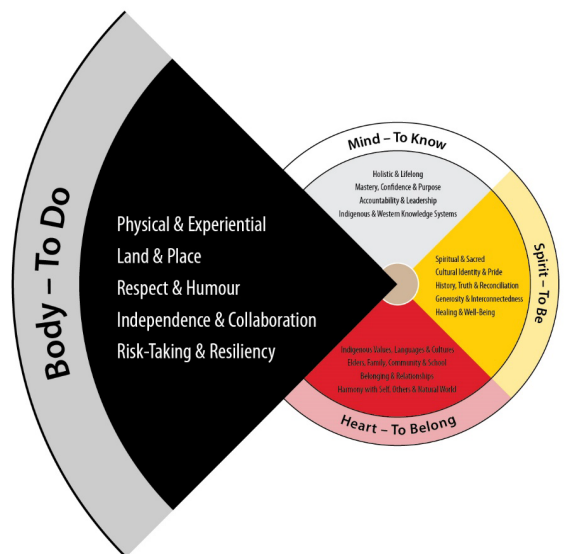 Body – To Do
Physical & Experiential
Land & Place
Respect & Humour
Independence & Collaboration
Risk-Taking & Resiliency
Mind – To Know
Holistic & Lifelong
Mastery, Confidence & Purpose
Accountability & Leadership
Indigenous & Western Knowledge Systems
Spirit – To Be
Spiritual & Sacred
Cultural Identity & Pride
History, Truth & Reconciliation
Generosity & Interconnectedness
Healing & Well-Being
Heart – To Belong
Indigenous Values, Languages & Cultures
Elders, Family, Community & School
Belonging & Relationships
Harmony with Self, Others & Natural World